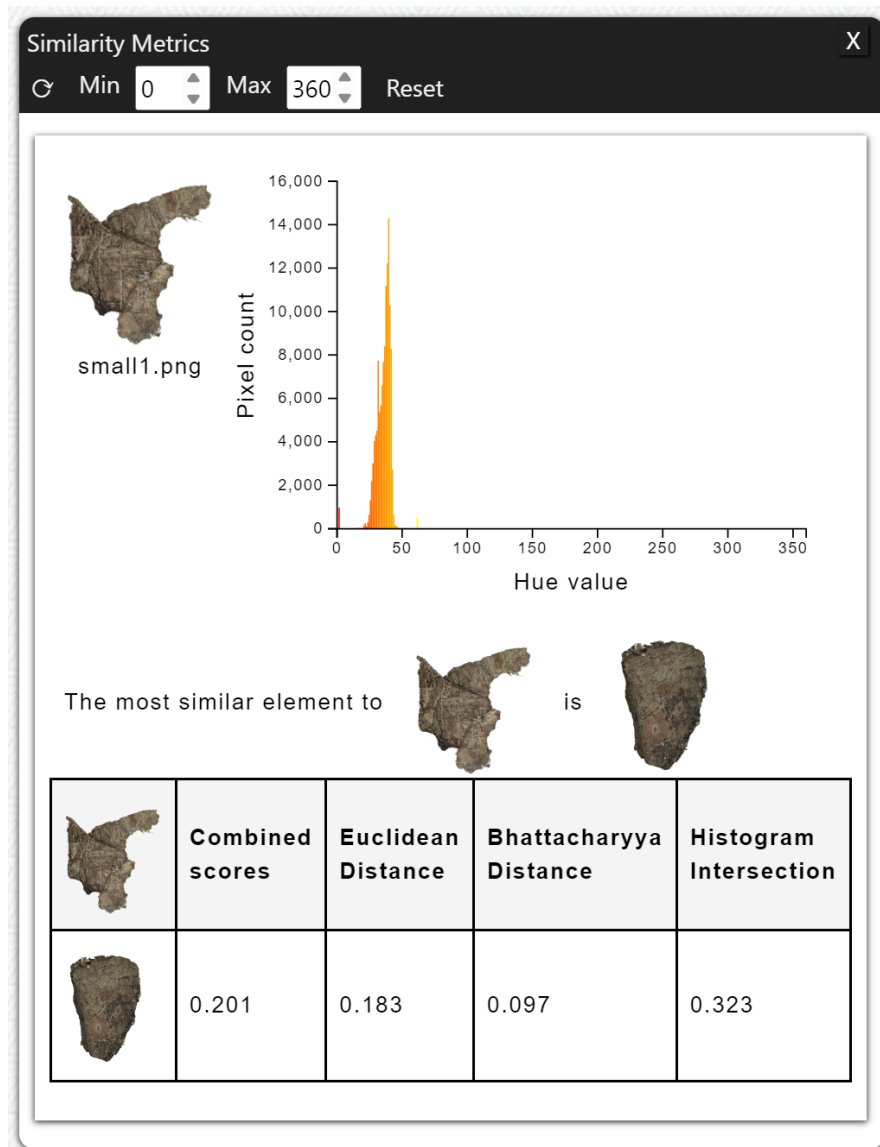 Similarity Metrics
X
Min 0 Max 360 Reset
16,000
14,000
12,000
10,000
8,000
6,000
4,000
2,000
0
Pixel count
0 50 100 150 200 250 300 350
Hue value
small1.png
The most similar element to is
Combined scores
Euclidean Distance
Bhattacharyya Distance
Histogram Intersection
0.201 0.183 0.097 0.323